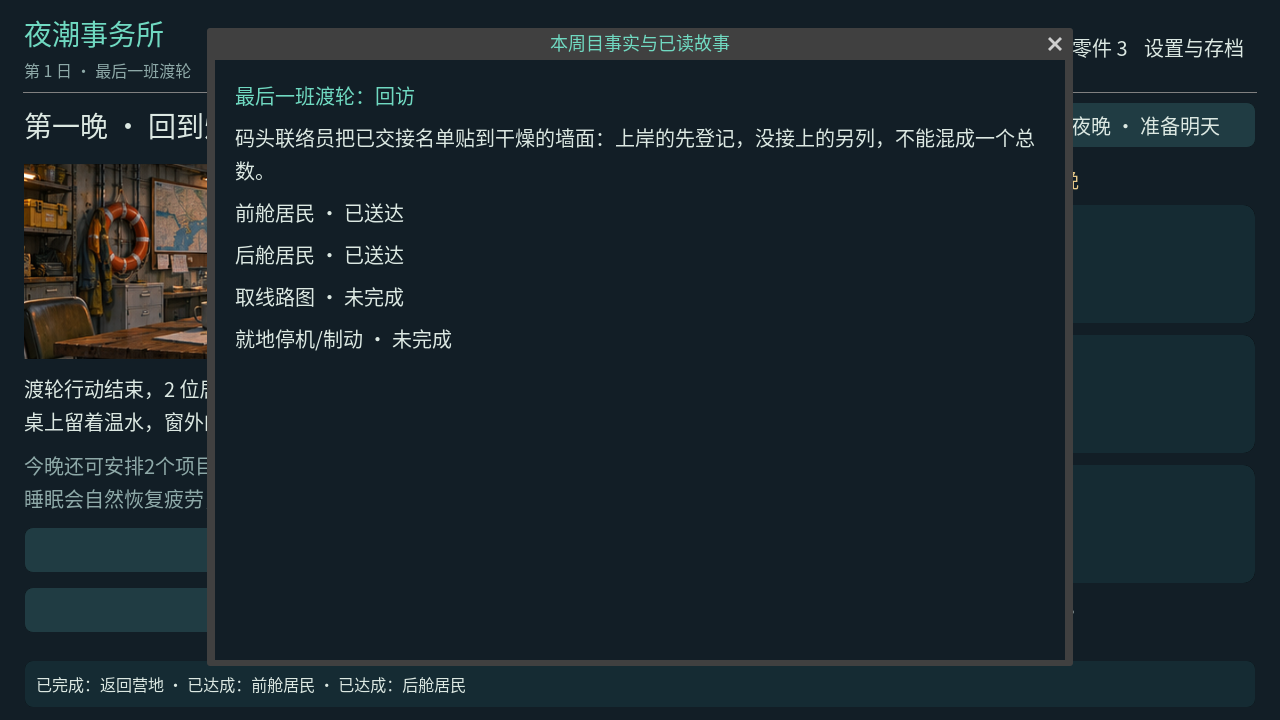 夜潮事务所
第 1 日 · 最后一班渡轮
零件 3 设置与存档
本周目事实与已读故事
第一晚 · 回到
夜晚 · 准备明天
最后一班渡轮：回访
码头联络员把已交接名单贴到干燥的墙面：上岸的先登记，没接上的另列，不能混成一个总
数。
前舱居民 · 已送达
后舱居民 · 已送达
取线路图 · 未完成
就地停机/制动 · 未完成
渡轮行动结束，2 位
桌上留着温水，窗外
今晚还可安排2个项目
睡眠会自然恢复疲劳
已完成：返回营地 · 已达成：前舱居民 · 已达成：后舱居民